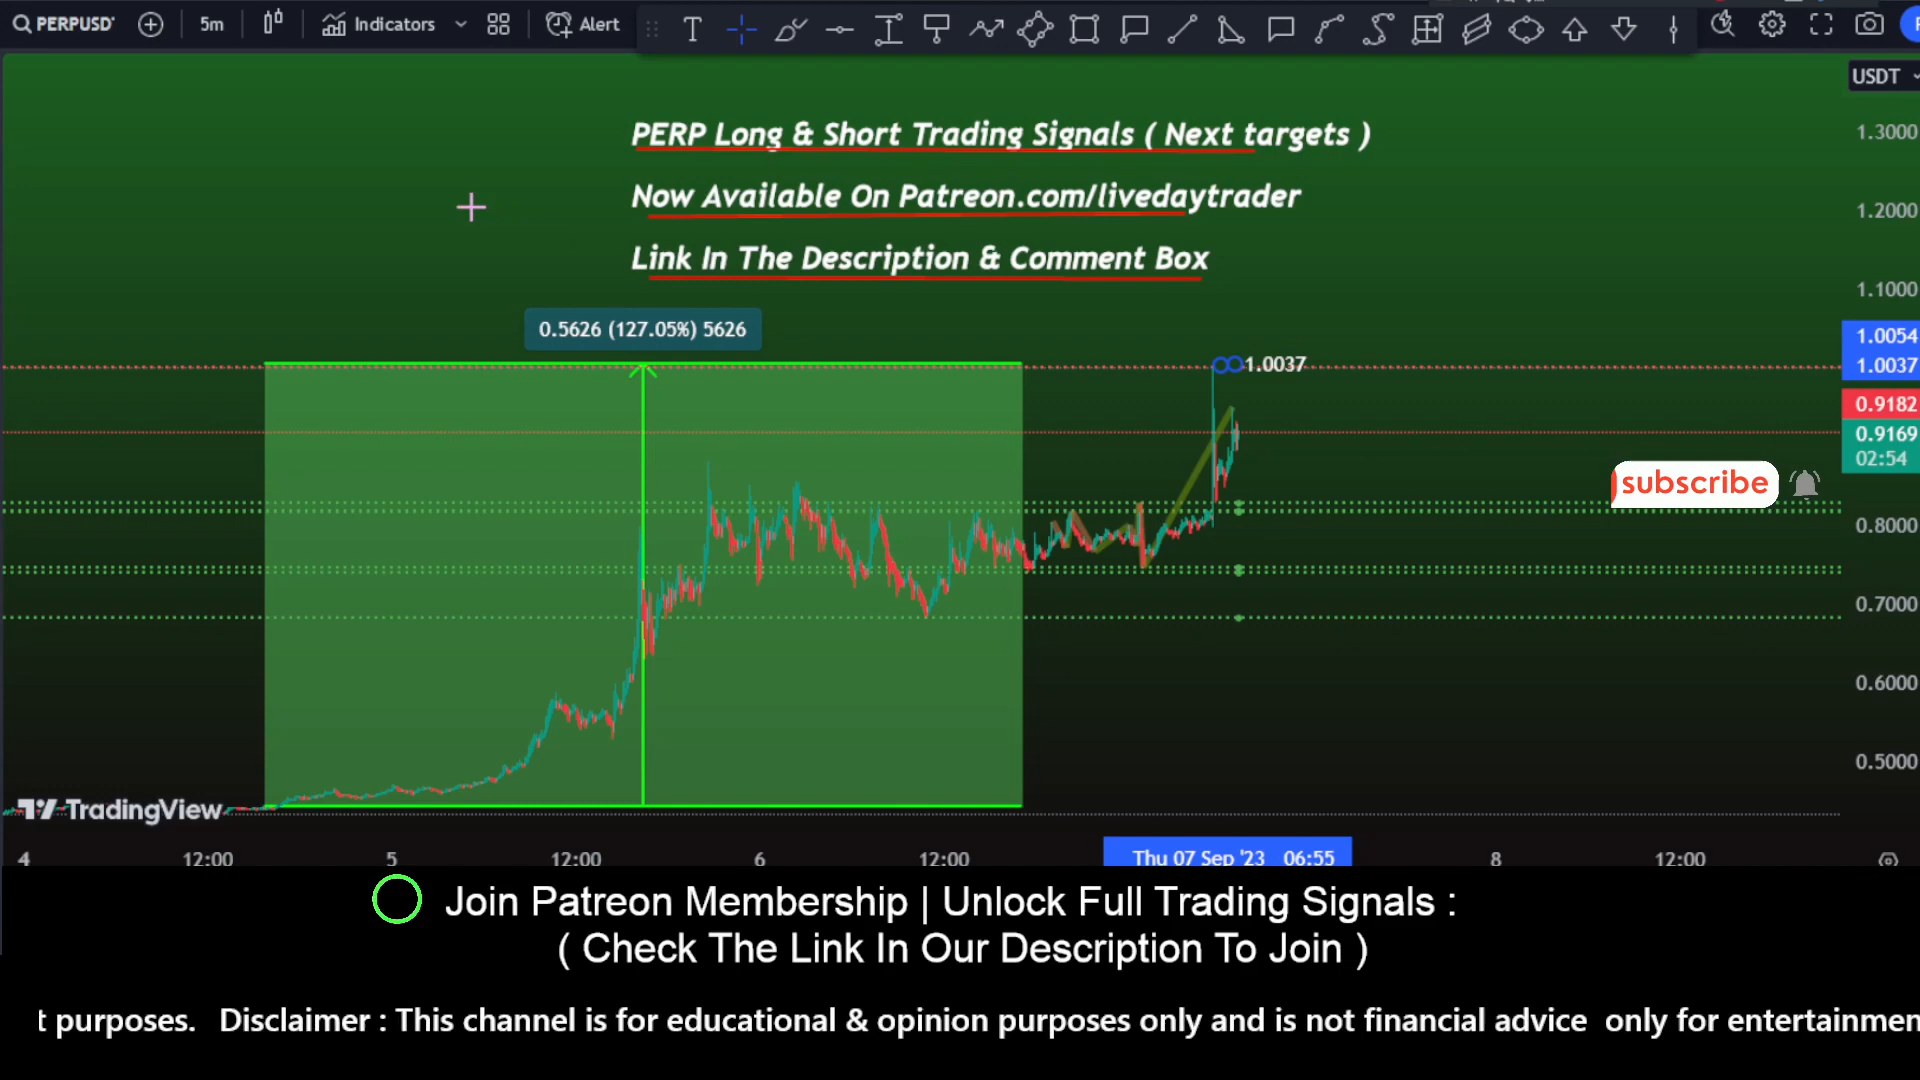 PERPUSD
5m
Indicators
Alert
USDT
PERP Long & Short Trading Signals ( Next targets )
Now Available On Patreon.com/livedaytrader
Link In The Description & Comment Box
0.5626 (127.05%) 5626
1.0037
1.3000
1.2000
1.1000
1.0054
1.0037
0.9182
0.9169
02:54
subscribe
0.8000
0.7000
0.6000
0.5000
TradingView
4 12:00 5 12:00 6 12:00 Thu 07 Sep '23 06:55 8 12:00
Join Patreon Membership | Unlock Full Trading Signals :
( Check The Link In Our Description To Join )
t purposes. Disclaimer : This channel is for educational & opinion purposes only and is not financial advice only for entertainmen